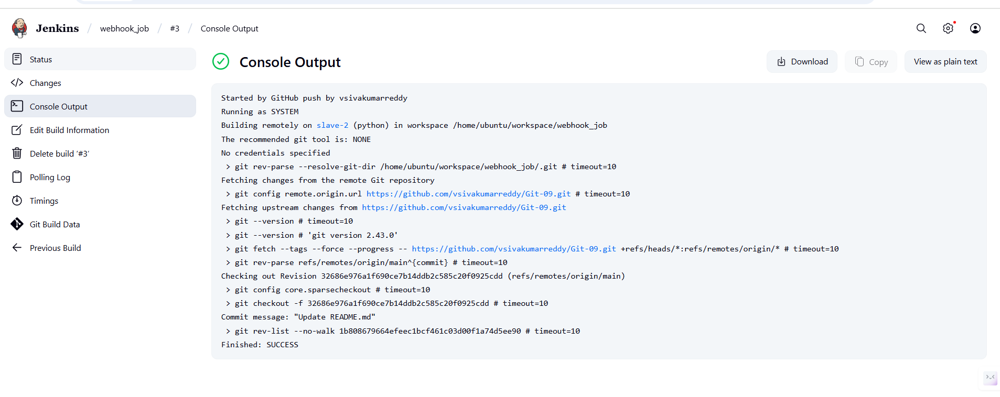 Jenkins / webhook_job / #3 / Console Output
Status
Changes
Console Output
Edit Build Information
Delete build ‘#3’
Polling Log
Timings
Git Build Data
Previous Build
Console Output
Download
Copy
View as plain text
Started by GitHub push by vsivakumarreddy
Running as SYSTEM
Building remotely on slave-2 (python) in workspace /home/ubuntu/workspace/webhook_job
The recommended git tool is: NONE
No credentials specified
 > git rev-parse --resolve-git-dir /home/ubuntu/workspace/webhook_job/.git # timeout=10
Fetching changes from the remote Git repository
 > git config remote.origin.url https://github.com/vsivakumarreddy/Git-09.git # timeout=10
Fetching upstream changes from https://github.com/vsivakumarreddy/Git-09.git
 > git --version # timeout=10
 > git --version # 'git version 2.43.0'
 > git fetch --tags --force --progress -- https://github.com/vsivakumarreddy/Git-09.git +refs/heads/*:refs/remotes/origin/* # timeout=10
 > git rev-parse refs/remotes/origin/main^{commit} # timeout=10
Checking out Revision 32686e976a1f690ce7b14ddb2c585c20f0925cdd (refs/remotes/origin/main)
 > git config core.sparsecheckout # timeout=10
 > git checkout -f 32686e976a1f690ce7b14ddb2c585c20f0925cdd # timeout=10
Commit message: "Update README.md"
 > git rev-list --no-walk 1b808679664efeec1bcf461c03d00f1a74d5ee90 # timeout=10
Finished: SUCCESS